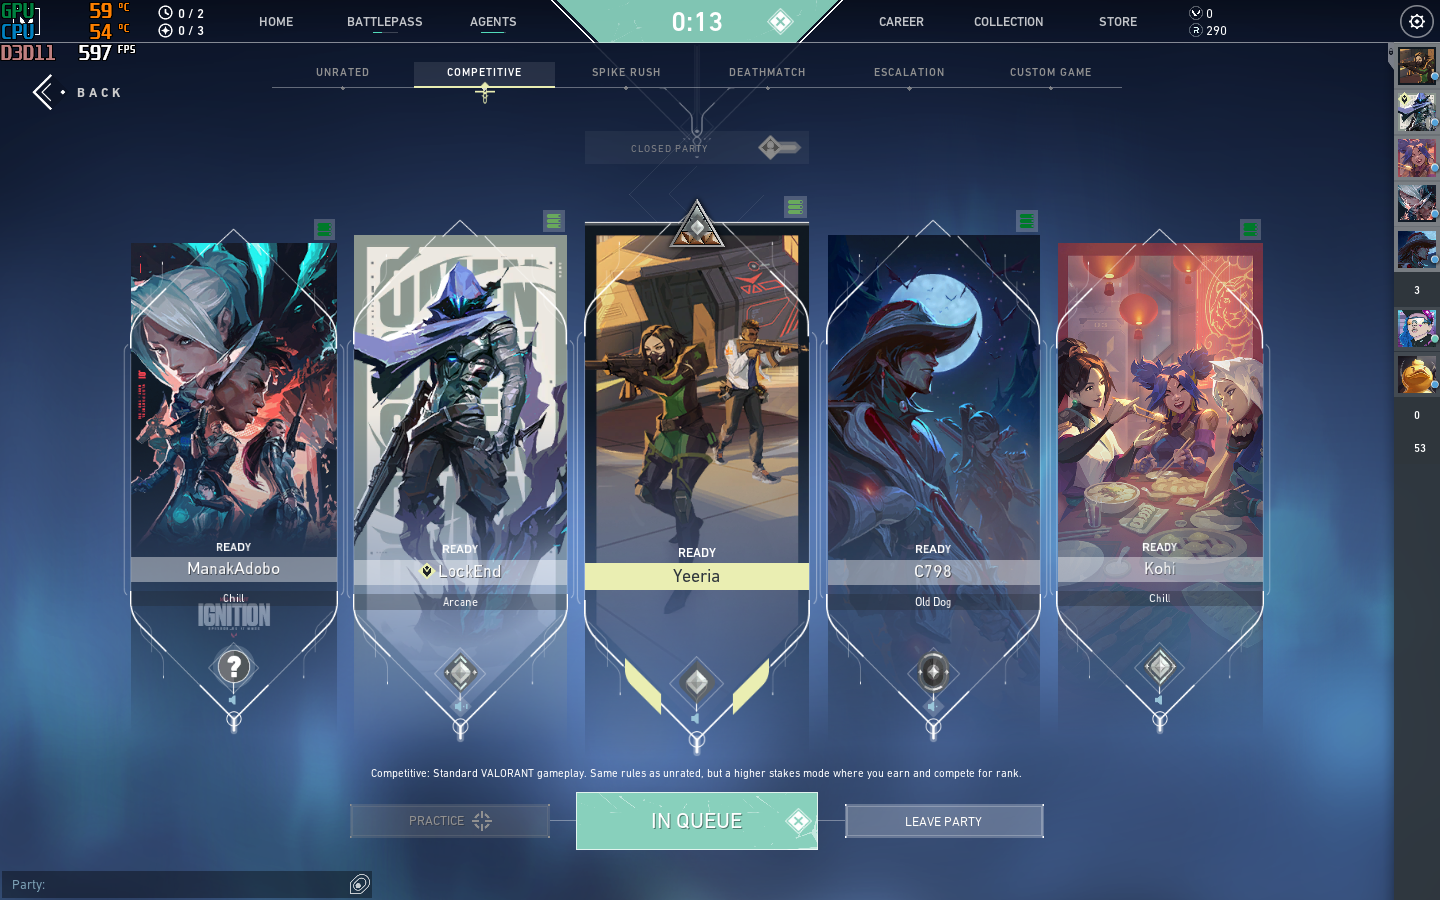 GPU 59 °C
CPU 54 °C
D3D11 597 FPS
0 / 2
0 / 3
HOME
BATTLEPASS
AGENTS
0:13
CAREER
COLLECTION
STORE
0
290
BACK
UNRATED
COMPETITIVE
SPIKE RUSH
DEATHMATCH
ESCALATION
CUSTOM GAME
CLOSED PARTY
READY
ManakAdobo
Chill
IGNITION
READY
LockEnd
Arcane
READY
Yeeria
READY
C798
Old Dog
READY
Kohi
Chill
3
0
53
Competitive: Standard VALORANT gameplay. Same rules as unrated, but a higher stakes mode where you earn and compete for rank.
PRACTICE
IN QUEUE
LEAVE PARTY
Party: